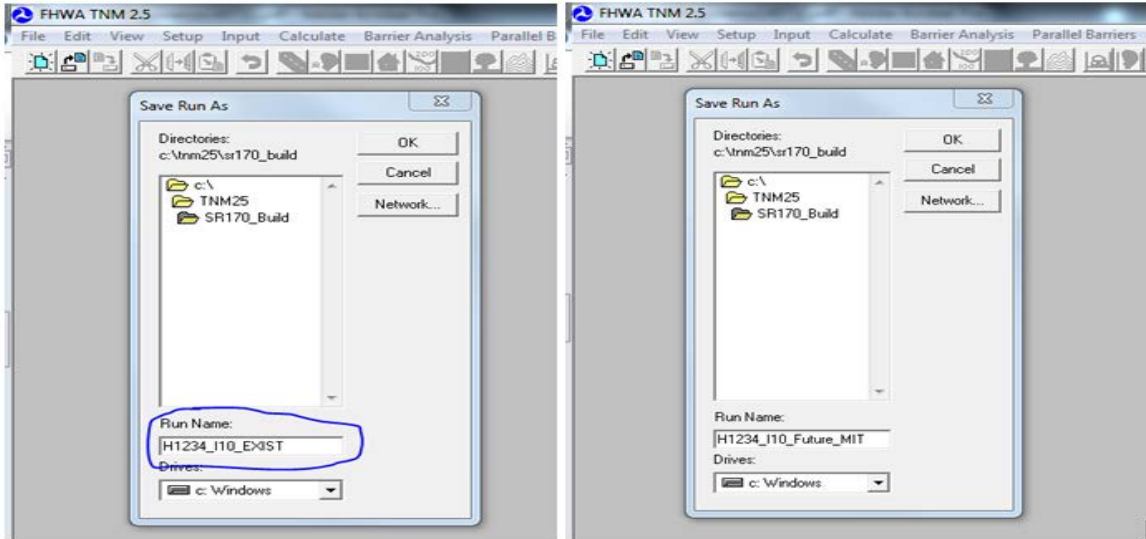 FHWA TNM 2.5
File Edit View Setup Input Calculate Barrier Analysis Parallel B
Save Run As
Directories:
c:\tnm25\sr170_build
c:\
TNM25
SR170_Build
OK
Cancel
Network...
Run Name:
H1234_I10_EXIST
Drives:
c: Windows
FHWA TNM 2.5
File Edit View Setup Input Calculate Barrier Analysis Parallel Barriers
Save Run As
Directories:
c:\tnm25\sr170_build
c:\
TNM25
SR170_Build
OK
Cancel
Network...
Run Name:
H1234_I10_Future_MIT
Drives:
c: Windows